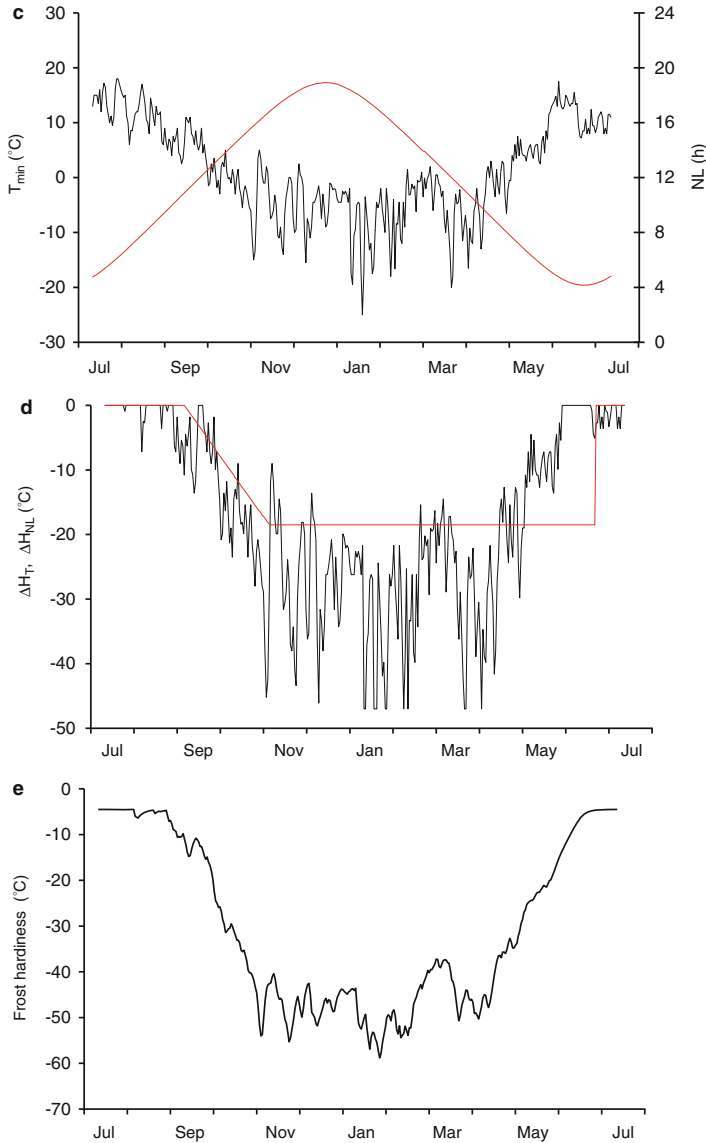 c
30
20
10
0
-10
-20
-30
T_min (°C)
24
20
16
12
8
4
0
NL (h)
Jul Sep Nov Jan Mar May Jul
d
0
-10
-20
-30
-40
-50
ΔH_T, ΔH_NL (°C)
Jul Sep Nov Jan Mar May Jul
e
0
-10
-20
-30
-40
-50
-60
-70
Frost hardiness (°C)
Jul Sep Nov Jan Mar May Jul